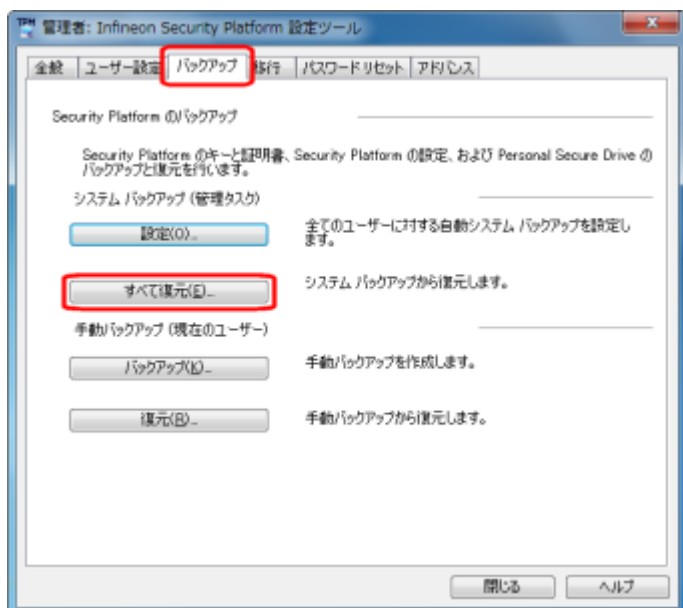 管理者: Infineon Security Platform 設定ツール
全般 ユーザー設定 バックアップ 移行 パスワード リセット アドバンス
Security Platform のバックアップ
Security Platform のキーと証明書、Security Platform の設定、および Personal Secure Drive の
バックアップと復元を行います。
システム バックアップ (管理タスク)
設定(O)... 全てのユーザーに対する自動システム バックアップを設定し
ます。
すべて復元(E)... システム バックアップから復元します。
手動バックアップ (現在のユーザー)
バックアップ(K)... 手動バックアップを作成します。
復元(R)... 手動バックアップから復元します。
閉じる ヘルプ